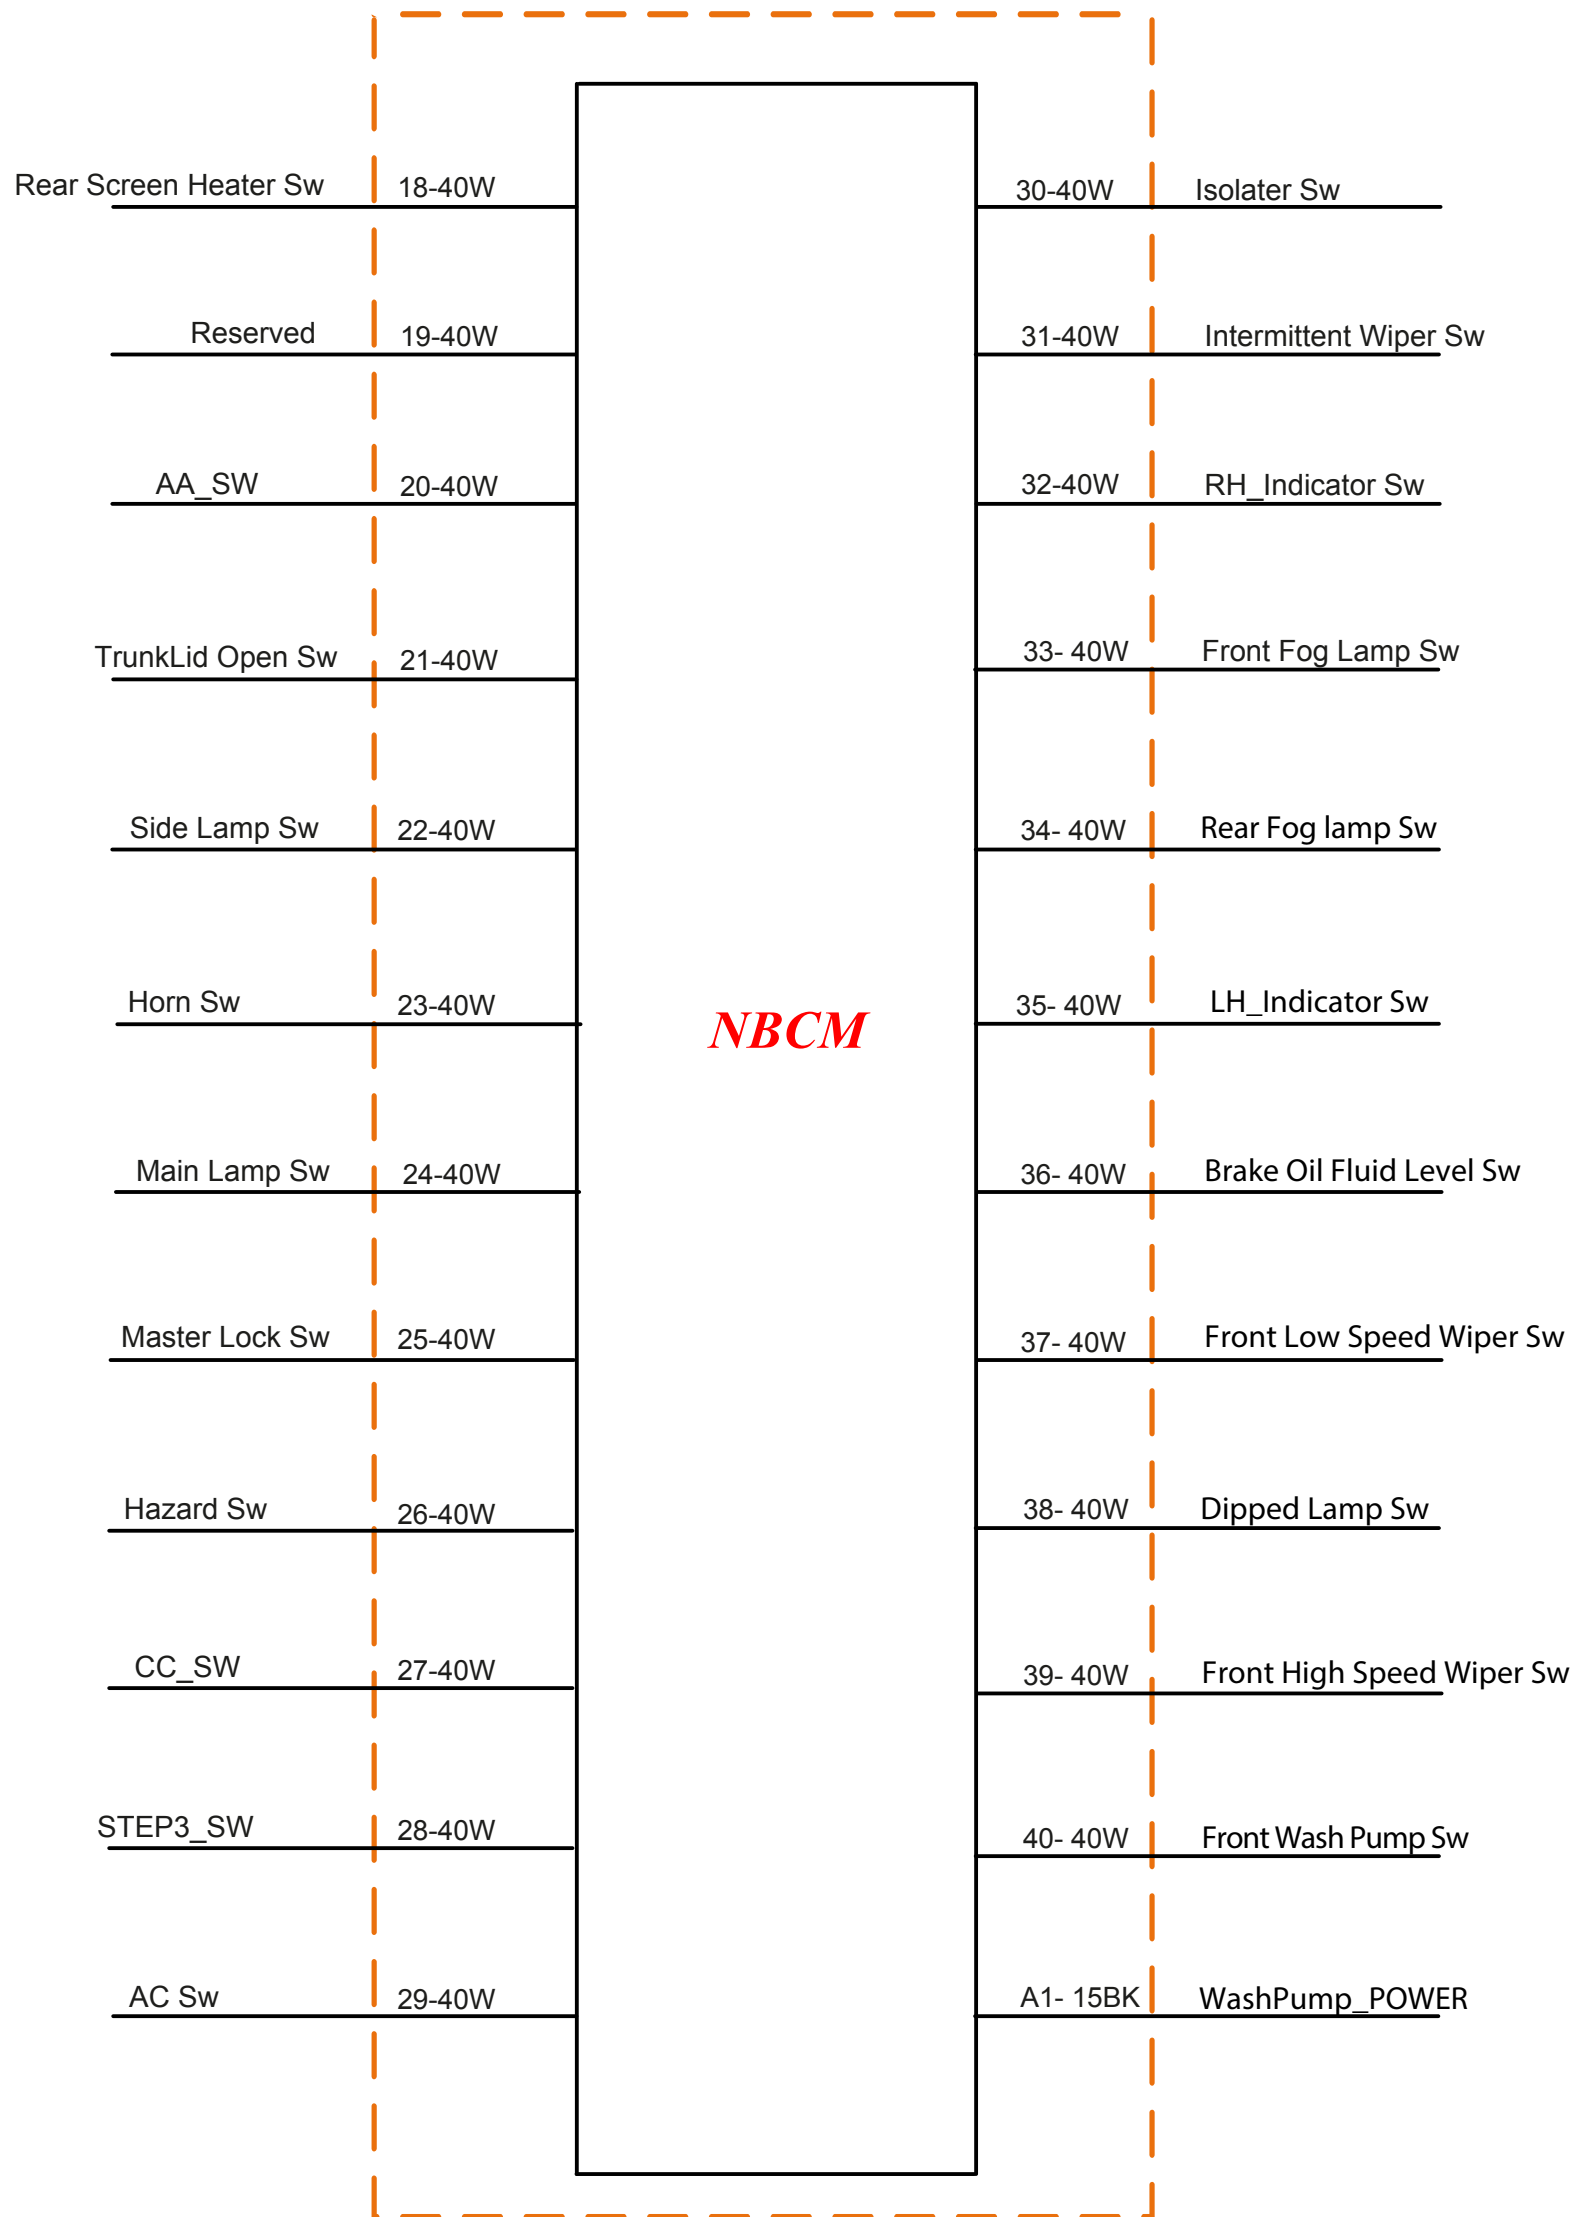 Rear Screen Heater Sw 18-40W 30-40W Isolater Sw
Reserved 19-40W 31-40W Intermittent Wiper Sw
AA_SW 20-40W 32-40W RH_Indicator Sw
TrunkLid Open Sw 21-40W 33- 40W Front Fog Lamp Sw
Side Lamp Sw 22-40W 34- 40W Rear Fog lamp Sw
Horn Sw 23-40W 35- 40W LH_Indicator Sw
NBCM
Main Lamp Sw 24-40W 36- 40W Brake Oil Fluid Level Sw
Master Lock Sw 25-40W 37- 40W Front Low Speed Wiper Sw
Hazard Sw 26-40W 38- 40W Dipped Lamp Sw
CC_SW 27-40W 39- 40W Front High Speed Wiper Sw
STEP3_SW 28-40W 40- 40W Front Wash Pump Sw
AC Sw 29-40W A1- 15BK WashPump_POWER